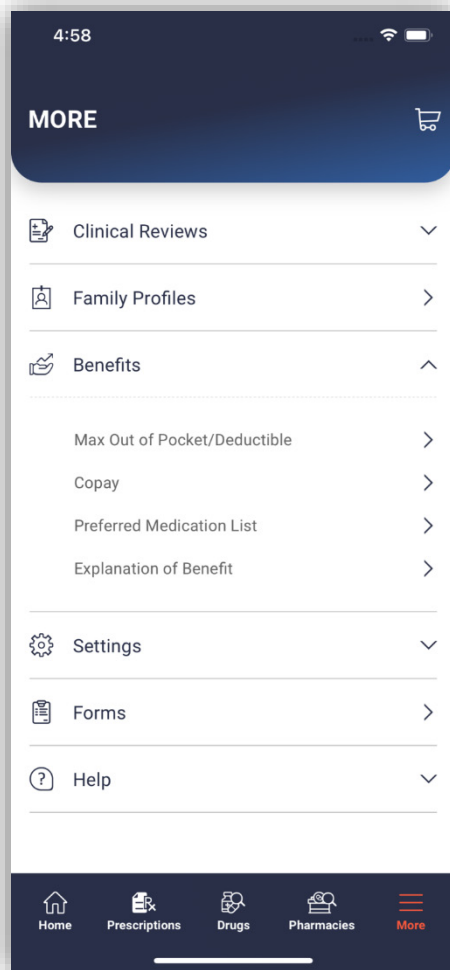 4:58
MORE
Clinical Reviews
Family Profiles
Benefits
Max Out of Pocket/Deductible
Copay
Preferred Medication List
Explanation of Benefit
Settings
Forms
Help
Home Prescriptions Drugs Pharmacies More